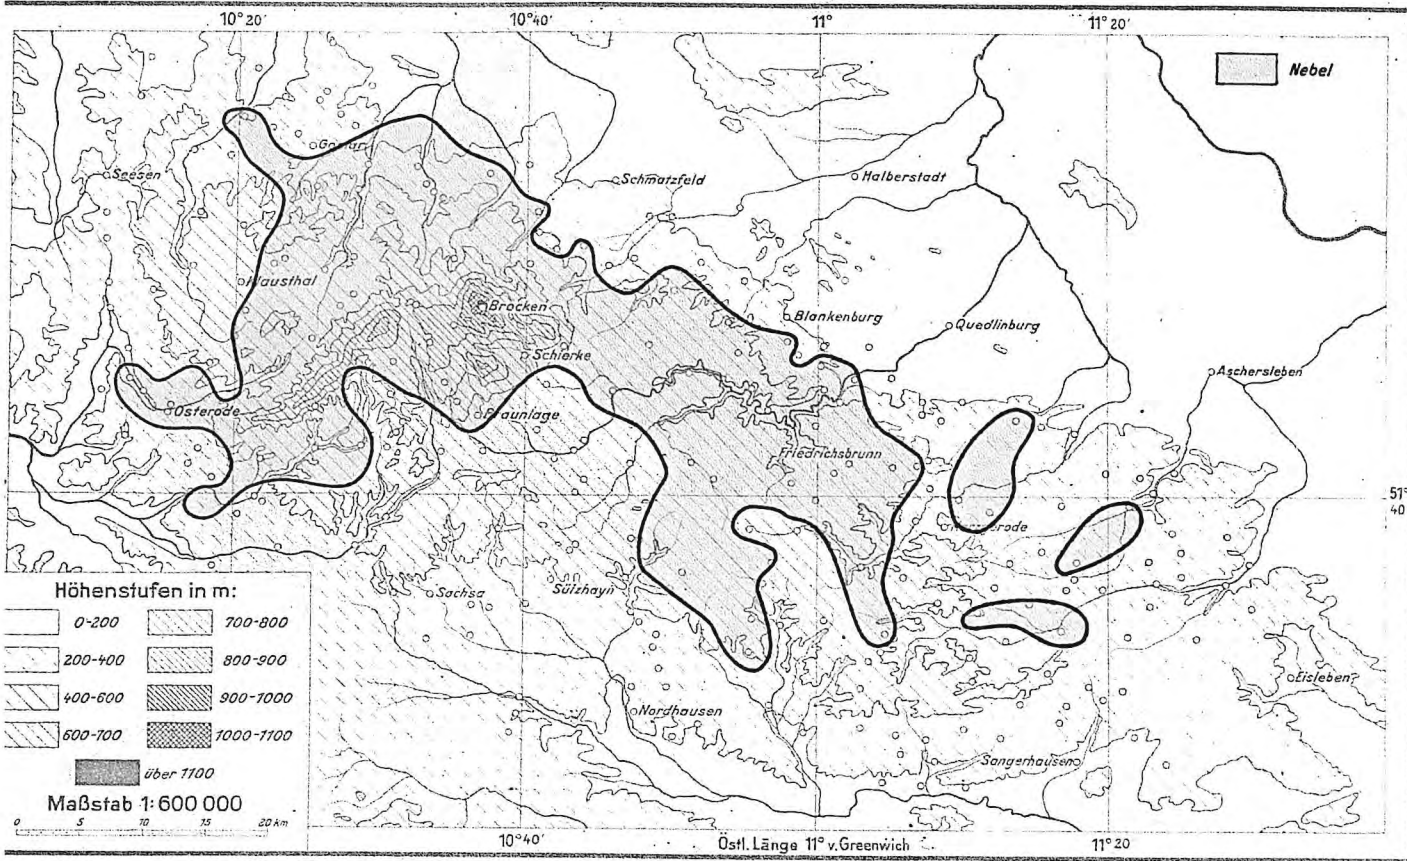 10°20'
10°40'
11°
11°20'
Nebel
Goslar
Seesen
Schmatzfeld
Halberstadt
Klausthal
Brocken
Blankenburg
Quedlinburg
Schierke
Aschersleben
Osterode
Braunlage
Friedrichsbrunn
51°
40'
Sachsa
Sülzhayn
Höhenstufen in m:
0-200
700-800
200-400
800-900
400-600
900-1000
600-700
1000-1100
über 1100
Maßstab 1:600 000
0 5 10 15 20 km
Nordhausen
Eisleben
Sangerhausen
10°40'
Östl. Länge 11° v. Greenwich
11°20